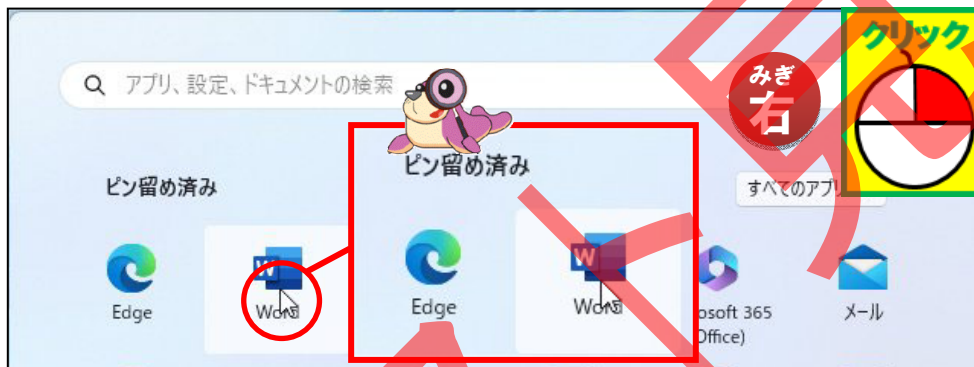 クリック
アプリ、設定、ドキュメントの検索
みぎ
右
ピン留め済み
ピン留め済み
すべてのアプリ
Edge
Word
Edge
Word
osoft 365
Office)
メール